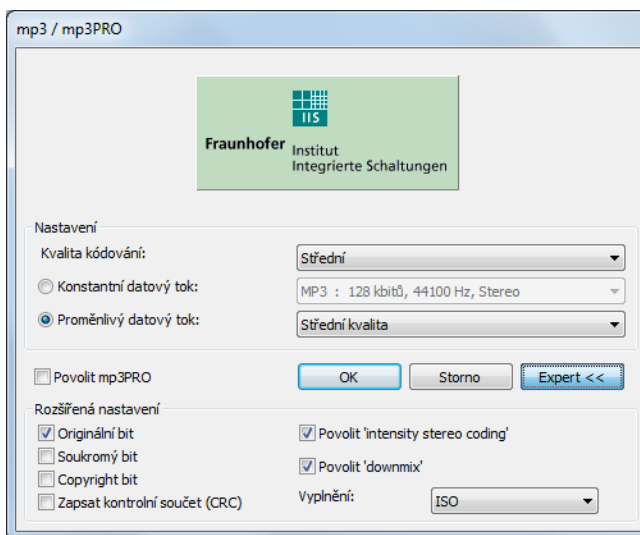 mp3 / mp3PRO
IIS
Fraunhofer Institut
Integrierte Schaltungen
Nastavení
Kvalita kódování: Střední
Konstantní datový tok: MP3 : 128 kbitů, 44100 Hz, Stereo
Proměnlivý datový tok: Střední kvalita
Povolit mp3PRO OK Storno Expert <<
Rozšířená nastavení
Originální bit Povolit 'intensity stereo coding'
Soukromý bit
Povolit 'downmix'
Copyright bit
Zapsat kontrolní součet (CRC) Vyplnění: ISO